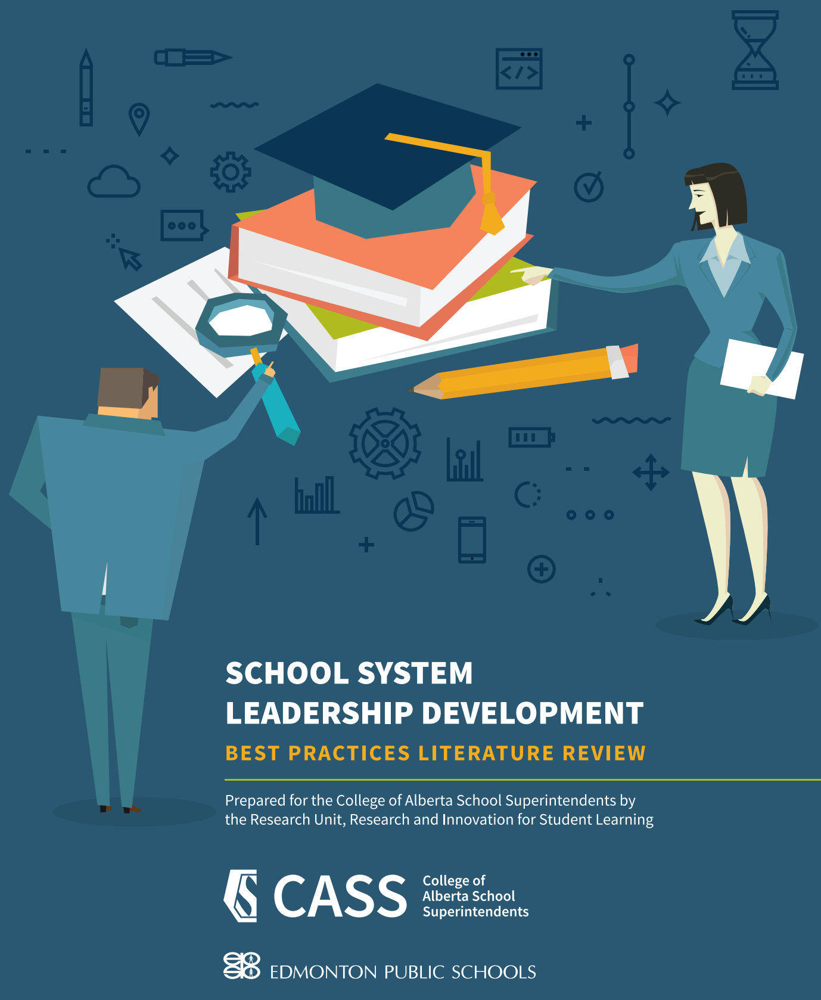 SCHOOL SYSTEM
LEADERSHIP DEVELOPMENT
BEST PRACTICES LITERATURE REVIEW
Prepared for the College of Alberta School Superintendents by
the Research Unit, Research and Innovation for Student Learning
CASS
College of
Alberta School
Superintendents
EDMONTON PUBLIC SCHOOLS